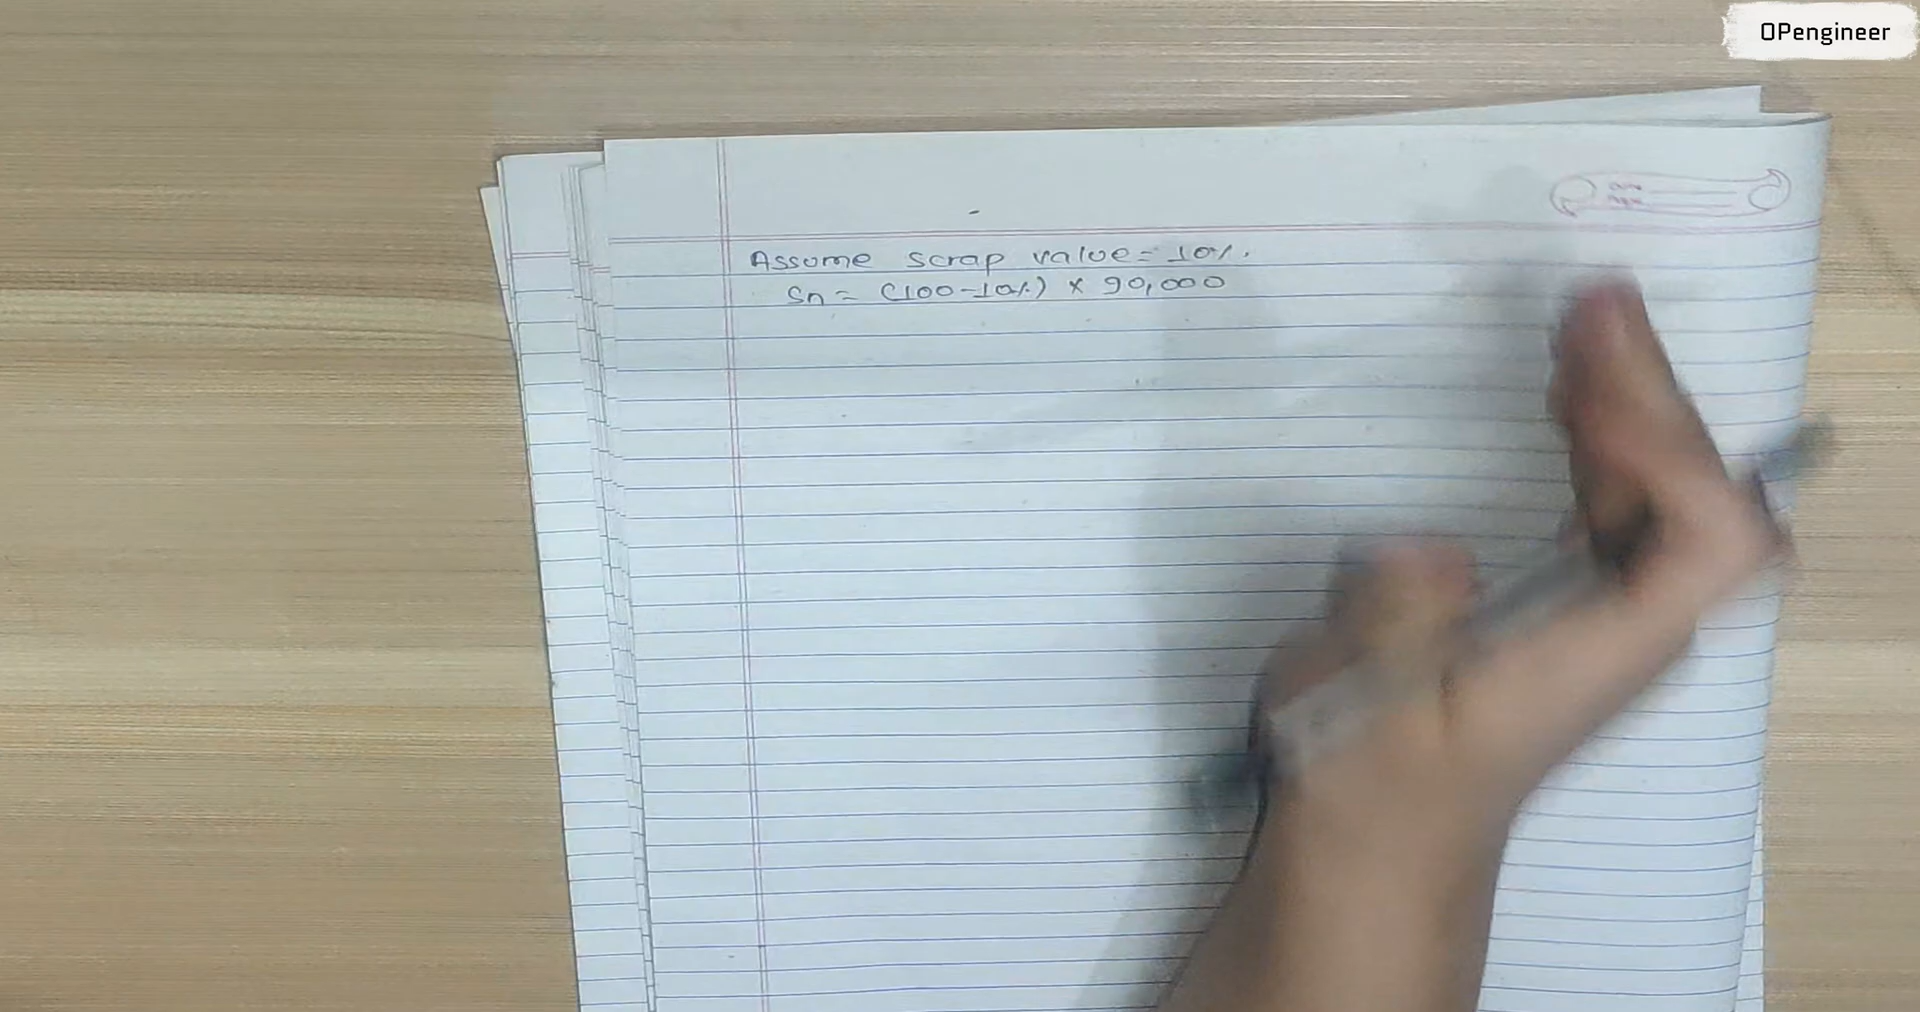 OPengineer
Assume scrap value = 10%.
Sn = (100-10%) × 90,000